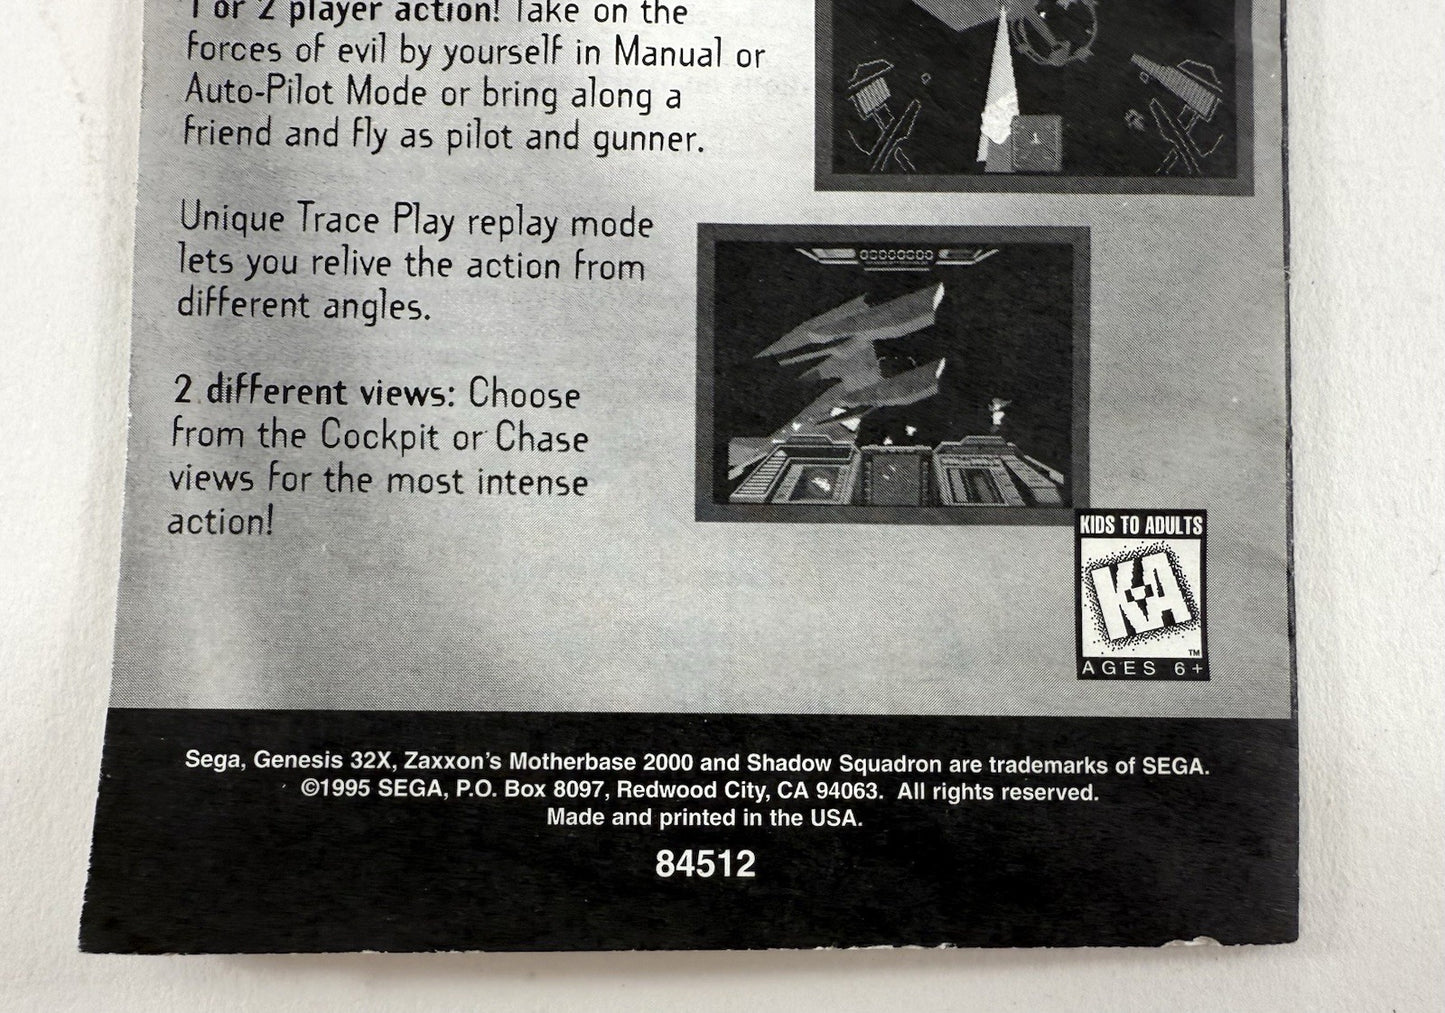 1 or 2 player action! Take on the
forces of evil by yourself in Manual or
Auto-Pilot Mode or bring along a
friend and fly as pilot and gunner.
Unique Trace Play replay mode
lets you relive the action from
different angles.
2 different views: Choose
from the Cockpit or Chase
views for the most intense
action!
00000000
KIDS TO ADULTS
KA
TM
AGES 6+
Sega, Genesis 32X, Zaxxon's Motherbase 2000 and Shadow Squadron are trademarks of SEGA.
©1995 SEGA, P.O. Box 8097, Redwood City, CA 94063. All rights reserved.
Made and printed in the USA.
84512